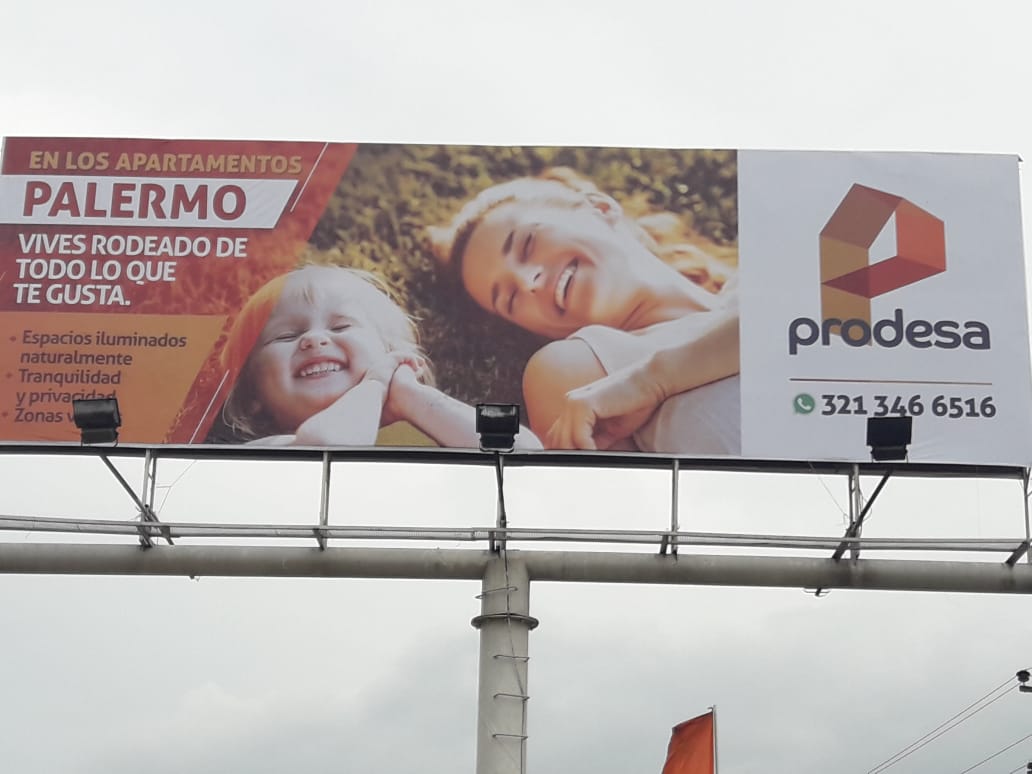 EN LOS APARTAMENTOS
PALERMO
VIVES RODEADO DE
TODO LO QUE
TE GUSTA.
• Espacios iluminados
naturalmente
• Tranquilidad
y privacidad
• Zonas
prodesa
321 346 6516